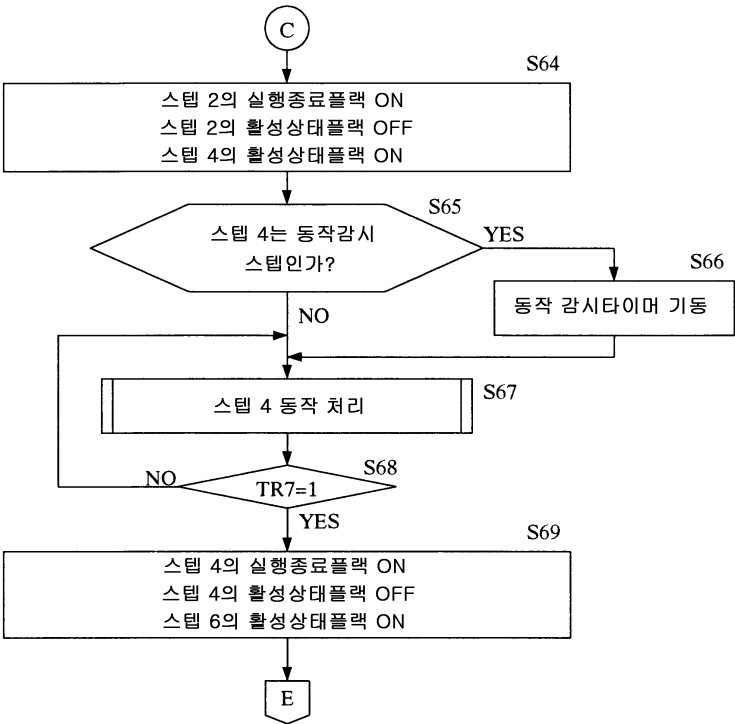 C
S64
스텝 2의 실행종료플랙 ON
스텝 2의 활성상태플랙 OFF
스텝 4의 활성상태플랙 ON
S65
스텝 4는 동작감시
스텝인가?
YES
S66
동작 감시타이머 기동
NO
S67
스텝 4 동작 처리
S68
NO
TR7=1
YES
S69
스텝 4의 실행종료플랙 ON
스텝 4의 활성상태플랙 OFF
스텝 6의 활성상태플랙 ON
E